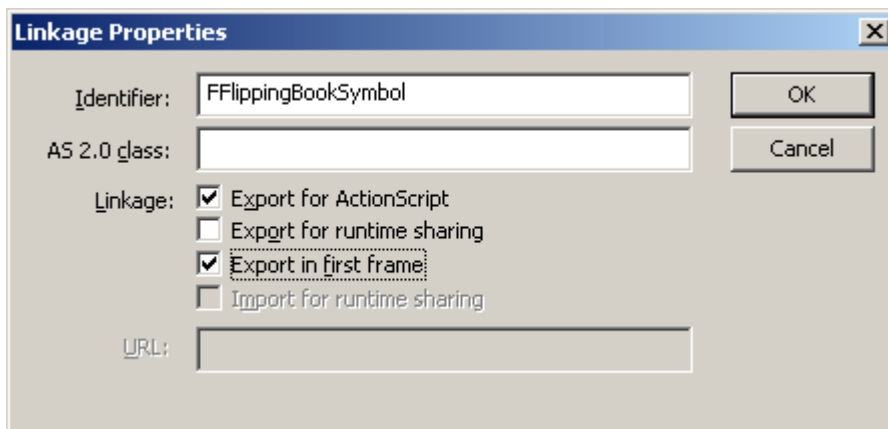 Linkage Properties
Identifier: FFlippingBookSymbol OK
AS 2.0 class: Cancel
Linkage: Export for ActionScript
Export for runtime sharing
Export in first frame
Import for runtime sharing
URL: